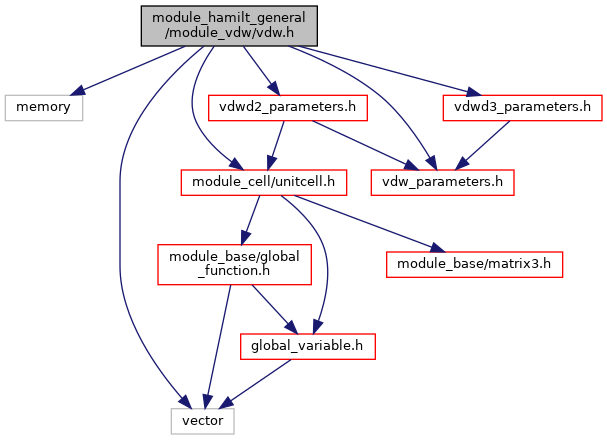 module_hamilt_general
/module_vdw/vdw.h
memory
vdwd2_parameters.h
vdwd3_parameters.h
module_cell/unitcell.h
vdw_parameters.h
module_base/global
_function.h
module_base/matrix3.h
global_variable.h
vector